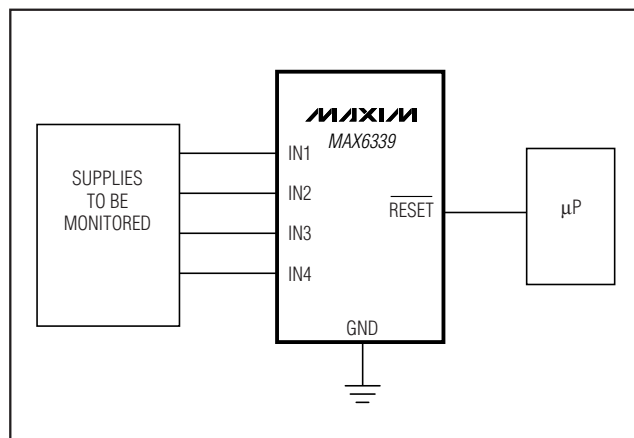 MAXIM
MAX6339
SUPPLIES
TO BE
MONITORED
IN1
IN2
IN3
IN4
RESET
GND
µP